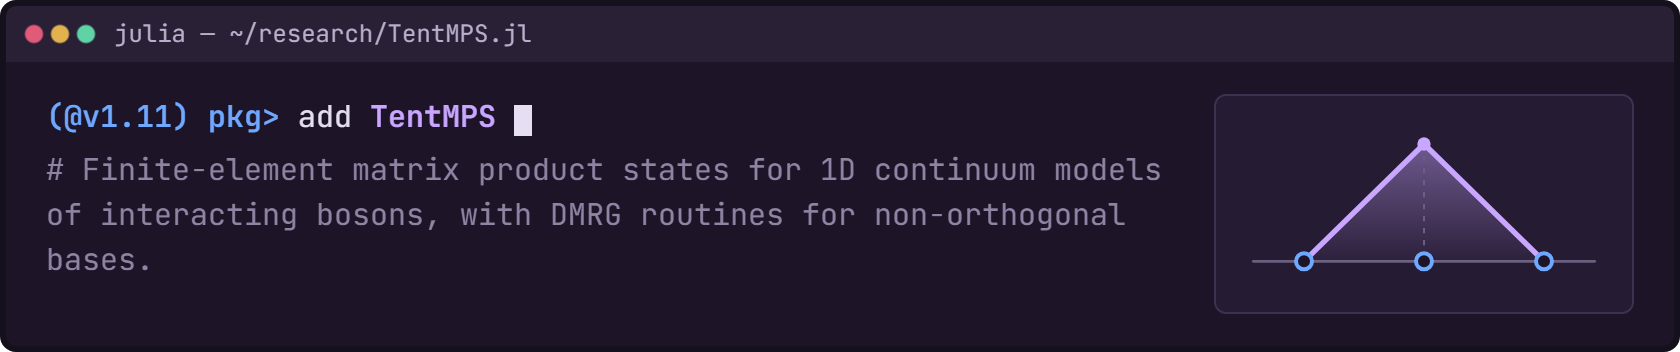 julia — ~/research/TentMPS.jl
(@v1.11) pkg> add TentMPS
# Finite-element matrix product states for 1D continuum models
of interacting bosons, with DMRG routines for non-orthogonal
bases.